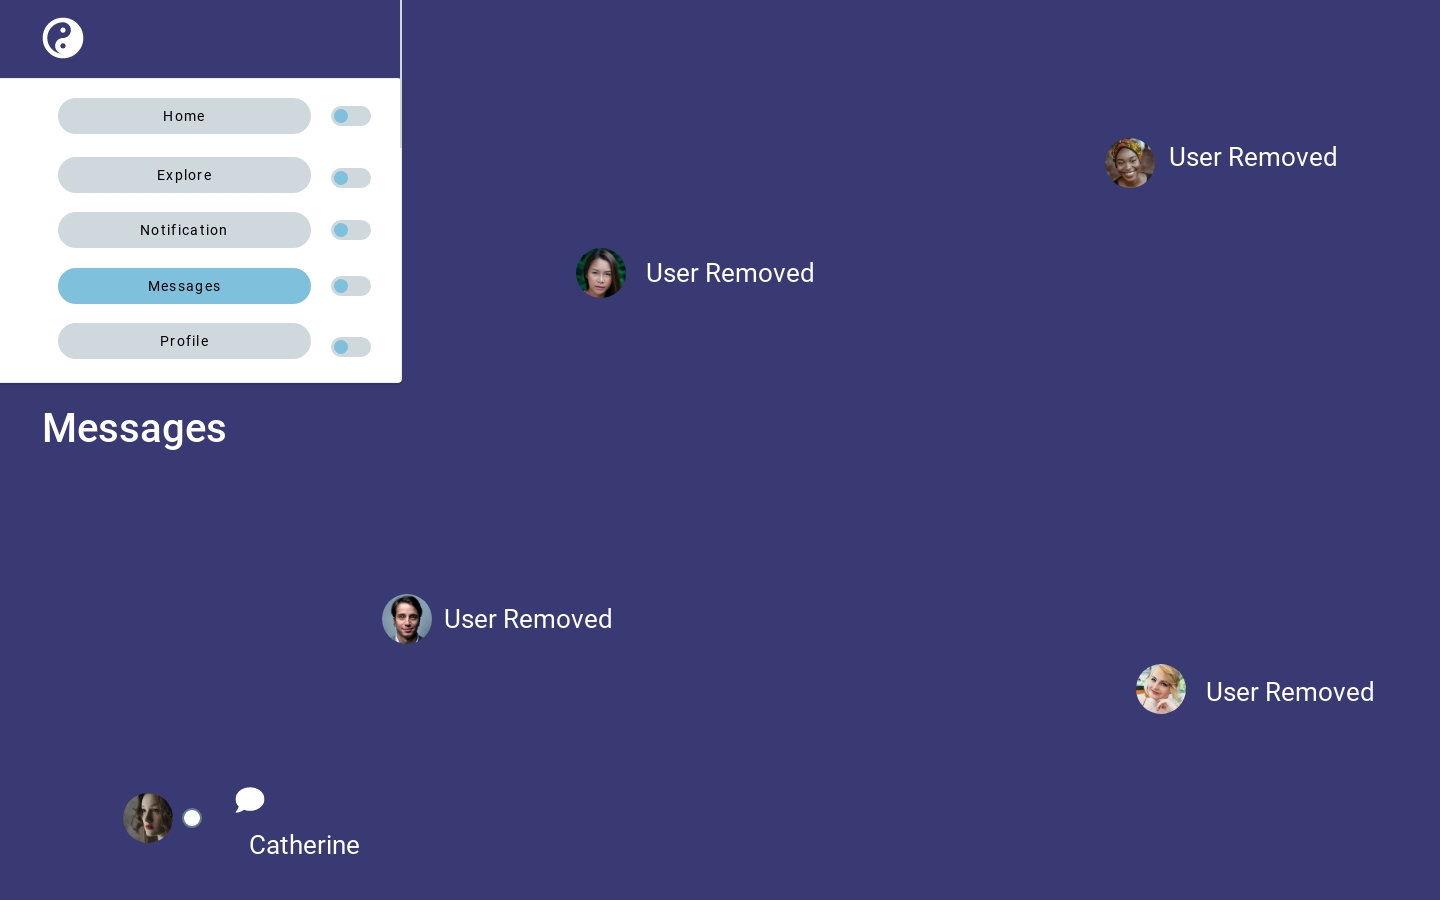 Home
Explore
Notification
Messages
Profile
User Removed
User Removed
Messages
User Removed
User Removed
Catherine